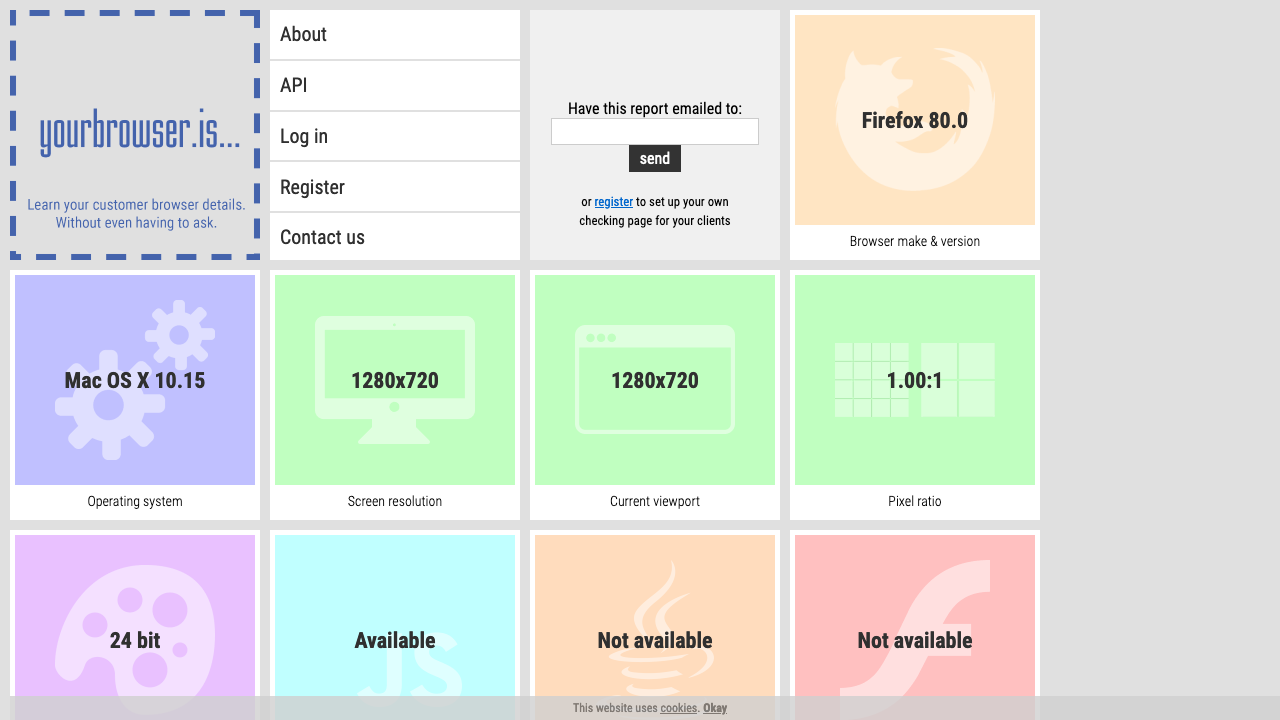 yourbrowser.is...
Learn your customer browser details.
Without even having to ask.
About
API
Log in
Register
Contact us
Have this report emailed to:
send
or register to set up your own
checking page for your clients
Firefox 80.0
Browser make & version
Mac OS X 10.15
Operating system
1280x720
Screen resolution
1280x720
Current viewport
1.00:1
Pixel ratio
24 bit
Available
JS
Not available
Not available
This website uses cookies. Okay